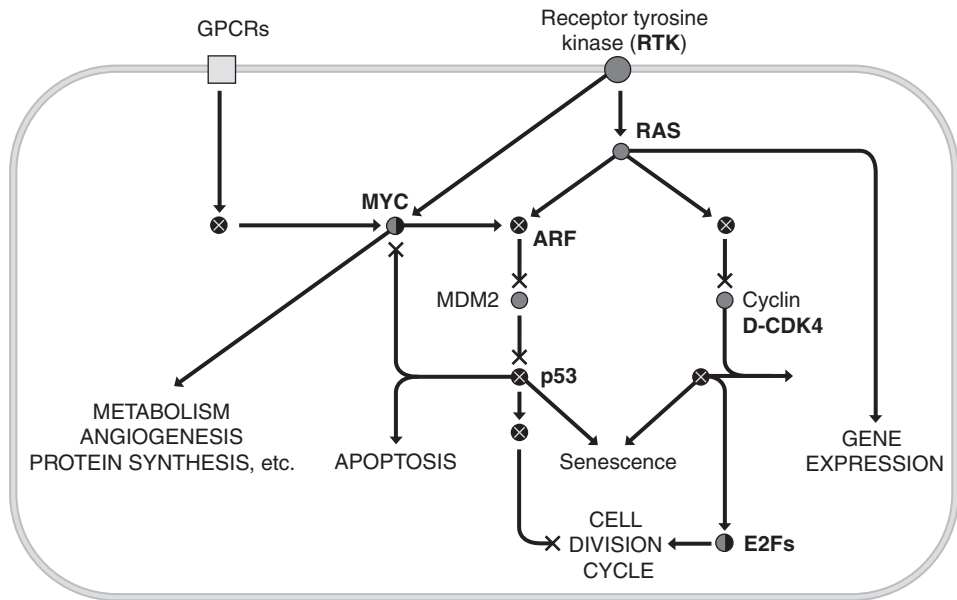 GPCRs
Receptor tyrosine
kinase (RTK)
RAS
MYC
ARF
MDM2
Cyclin
D-CDK4
p53
METABOLISM
ANGIOGENESIS
PROTEIN SYNTHESIS, etc.
APOPTOSIS
Senescence
GENE
EXPRESSION
CELL
DIVISION
CYCLE
E2Fs